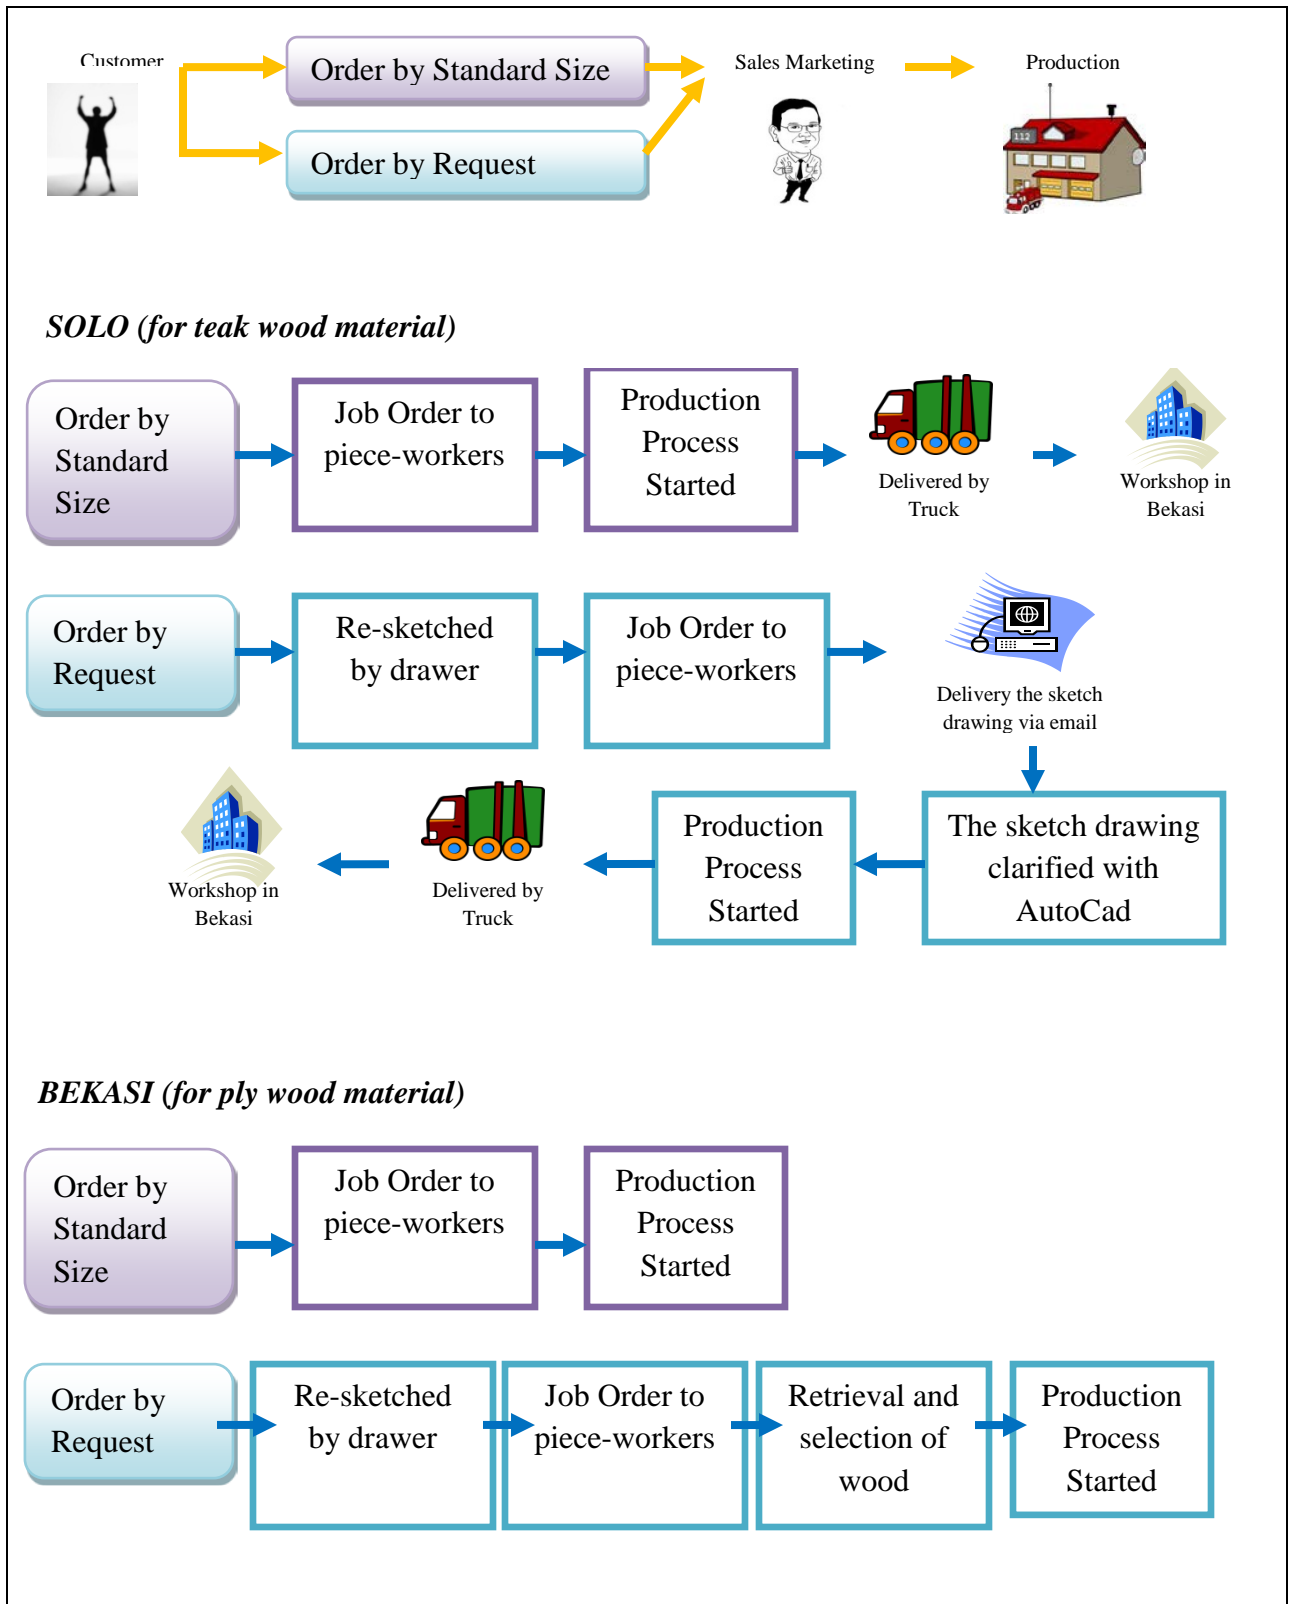 Customer
Order by Standard Size
Sales Marketing
Production
112
Order by Request
SOLO (for teak wood material)
Order by
Standard
Size
Job Order to
piece-workers
Production
Process
Started
Delivered by
Truck
Workshop in
Bekasi
Order by
Request
Re-sketched
by drawer
Job Order to
piece-workers
Delivery the sketch
drawing via email
Workshop in
Bekasi
Delivered by
Truck
Production
Process
Started
The sketch drawing
clarified with
AutoCad
BEKASI (for ply wood material)
Order by
Standard
Size
Job Order to
piece-workers
Production
Process
Started
Order by
Request
Re-sketched
by drawer
Job Order to
piece-workers
Retrieval and
selection of
wood
Production
Process
Started